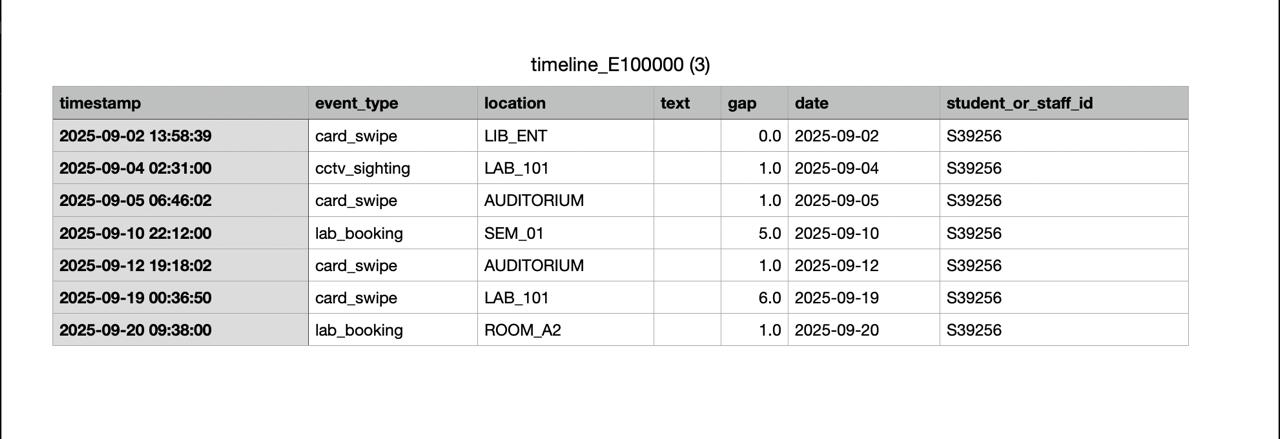 timeline_E100000 (3)
timestamp event_type location text gap date student_or_staff_id
2025-09-02 13:58:39 card_swipe LIB_ENT 0.0 2025-09-02 S39256
2025-09-04 02:31:00 cctv_sighting LAB_101 1.0 2025-09-04 S39256
2025-09-05 06:46:02 card_swipe AUDITORIUM 1.0 2025-09-05 S39256
2025-09-10 22:12:00 lab_booking SEM_01 5.0 2025-09-10 S39256
2025-09-12 19:18:02 card_swipe AUDITORIUM 1.0 2025-09-12 S39256
2025-09-19 00:36:50 card_swipe LAB_101 6.0 2025-09-19 S39256
2025-09-20 09:38:00 lab_booking ROOM_A2 1.0 2025-09-20 S39256